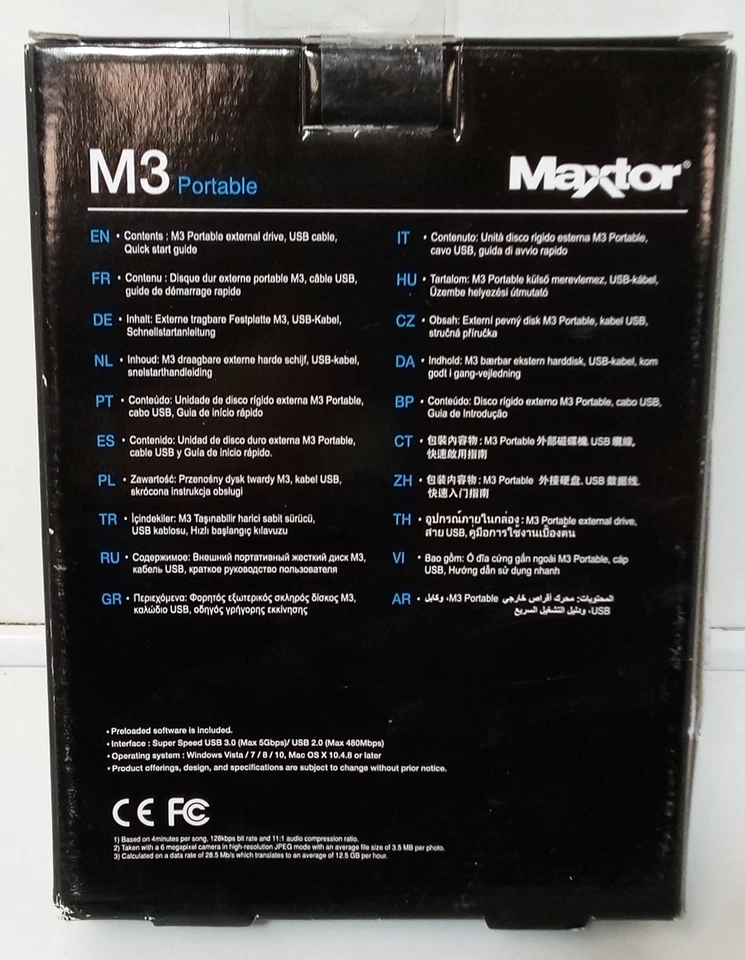 M3 Portable
Maxtor®
EN • Contents : M3 Portable external drive, USB cable,
Quick start guide
FR • Contenu : Disque dur externe portable M3, câble USB,
guide de démarrage rapide
DE • Inhalt: Externe tragbare Festplatte M3, USB-Kabel,
Schnellstartanleitung
NL • Inhoud: M3 draagbare externe harde schijf, USB-kabel,
snelstarthandleiding
PT • Conteúdo: Unidade de disco rígido externa M3 Portable,
cabo USB, Guia de início rápido
ES • Contenido: Unidad de disco duro externa M3 Portable,
cable USB y Guía de inicio rápido.
PL • Zawartość: Przenośny dysk twardy M3, kabel USB,
skrócona instrukcja obsługi
TR • İçindekiler: M3 Taşınabilir harici sabit sürücü,
USB kablosu, Hızlı başlangıç kılavuzu
RU • Содержимое: Внешний портативный жесткий диск M3,
кабель USB, краткое руководство пользователя
GR • Περιεχόμενα: Φορητός εξωτερικός σκληρός δίσκος M3,
καλώδιο USB, οδηγός γρήγορης εκκίνησης
IT • Contenuto: Unità disco rigido esterna M3 Portable,
cavo USB, guida di avvio rapido
HU • Tartalom: M3 Portable külső merevlemez, USB-kábel,
Üzembe helyezési útmutató
CZ • Obsah: Externí pevný disk M3 Portable, kabel USB,
stručná příručka
DA • Indhold: M3 bærbar ekstern harddisk, USB-kabel, kom
godt i gang-vejledning
BP • Conteúdo: Disco rígido externo M3 Portable, cabo USB,
Guia de Introdução
CT • 包裝內容物 : M3 Portable 外部磁碟機, USB 纜線,
快速啟用指南
ZH • 包装内容物 : M3 Portable 外接硬盘, USB 数据线,
快速入门指南
TH • อุปกรณ์ภายในกล่อง : M3 Portable external drive,
สาย USB, คู่มือการใช้งานเบื้องต้น
VI • Bao gồm: Ổ đĩa cứng gắn ngoài M3 Portable, cáp
USB, Hướng dẫn sử dụng nhanh
AR • المحتويات: محرك أقراص خارجي M3 Portable، وكابل
USB، ودليل التشغيل السريع
• Preloaded software is included.
• Interface : Super Speed USB 3.0 (Max 5Gbps)/ USB 2.0 (Max 480Mbps)
• Operating system : Windows Vista / 7 / 8 / 10, Mac OS X 10.4.8 or later
• Product offerings, design, and specifications are subject to change without prior notice.
CE FC
1) Based on 4minutes per song, 128kbps bit rate and 11:1 audio compression ratio.
2) Taken with a 6 megapixel camera in high-resolution JPEG mode with an average file size of 3.5 MB per photo.
3) Calculated on a data rate of 28.5 Mb/s which translates to an average of 12.5 GB per hour.